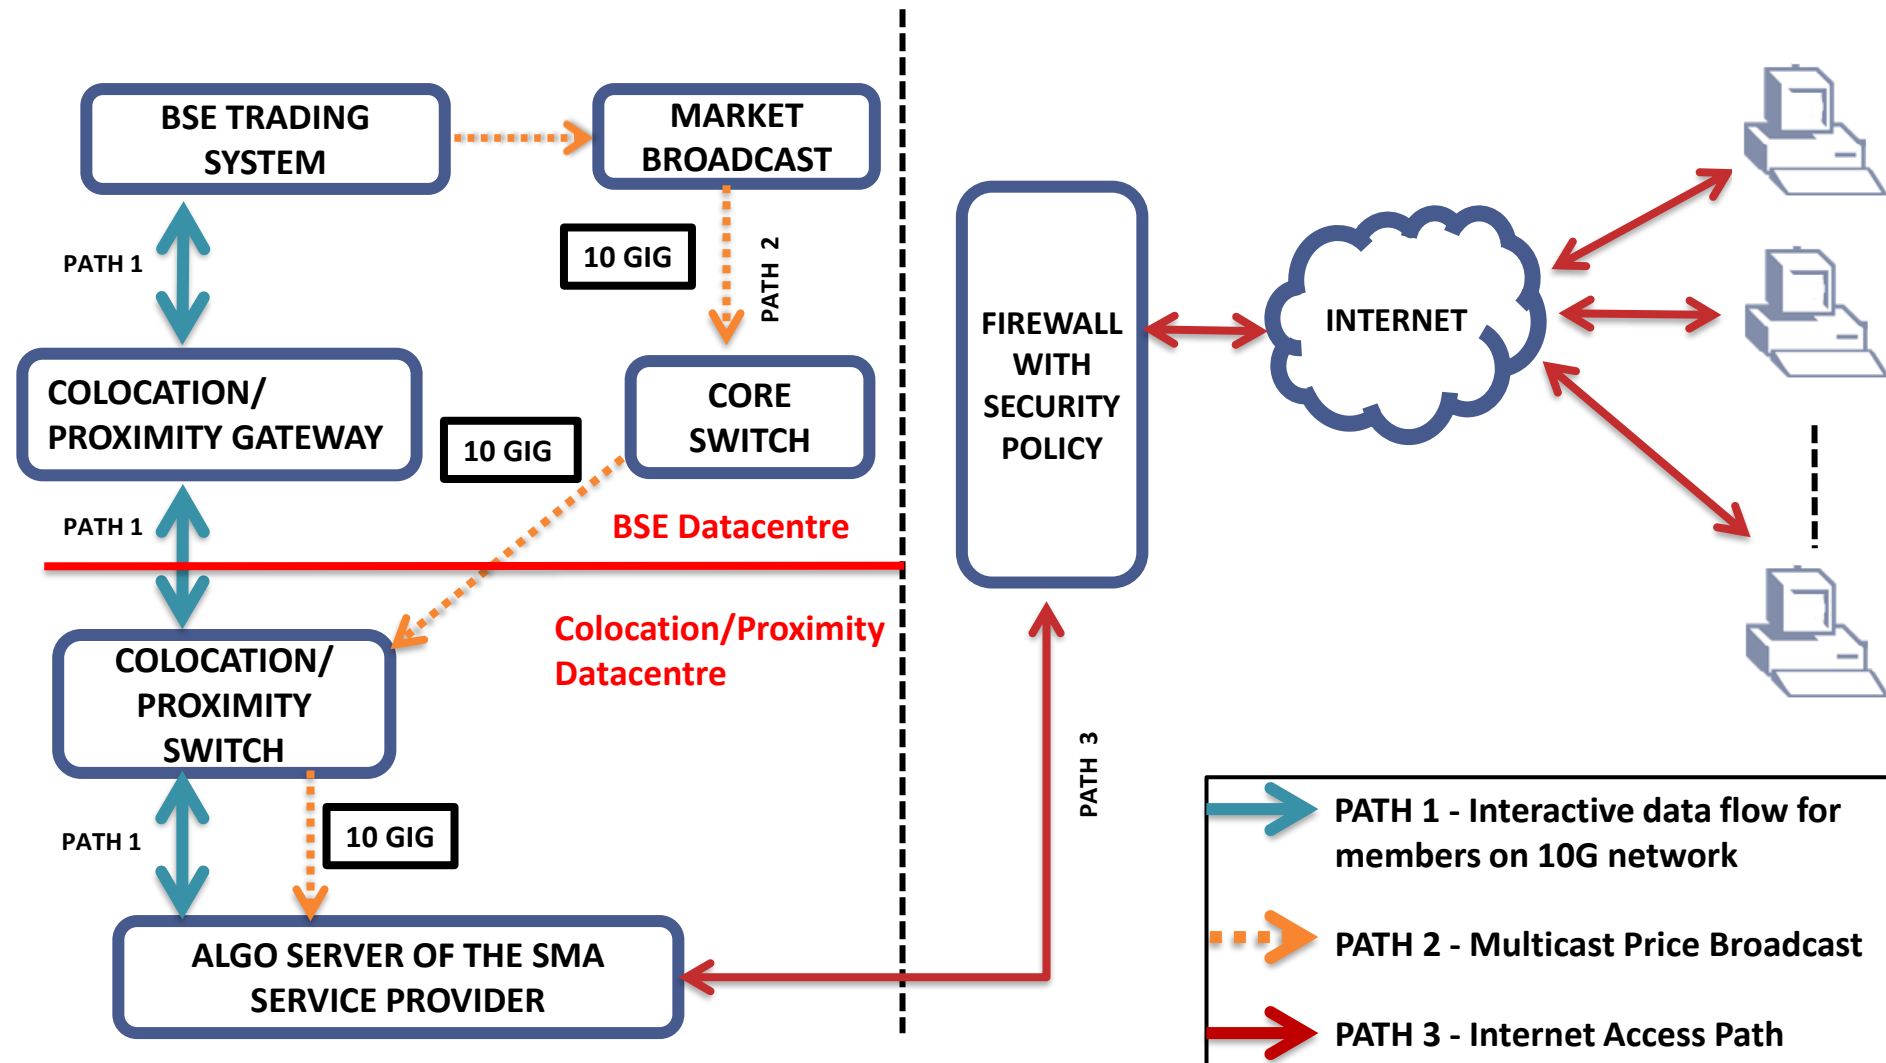 BSE TRADING
SYSTEM
MARKET
BROADCAST
PATH 1
10 GIG
PATH 2
COLOCATION/
PROXIMITY GATEWAY
10 GIG
CORE
SWITCH
PATH 1
BSE Datacentre
Colocation/Proximity
Datacentre
COLOCATION/
PROXIMITY
SWITCH
PATH 1
10 GIG
ALGO SERVER OF THE SMA
SERVICE PROVIDER
FIREWALL
WITH
SECURITY
POLICY
INTERNET
PATH 3
PATH 1 - Interactive data flow for
members on 10G network
PATH 2 - Multicast Price Broadcast
PATH 3 - Internet Access Path